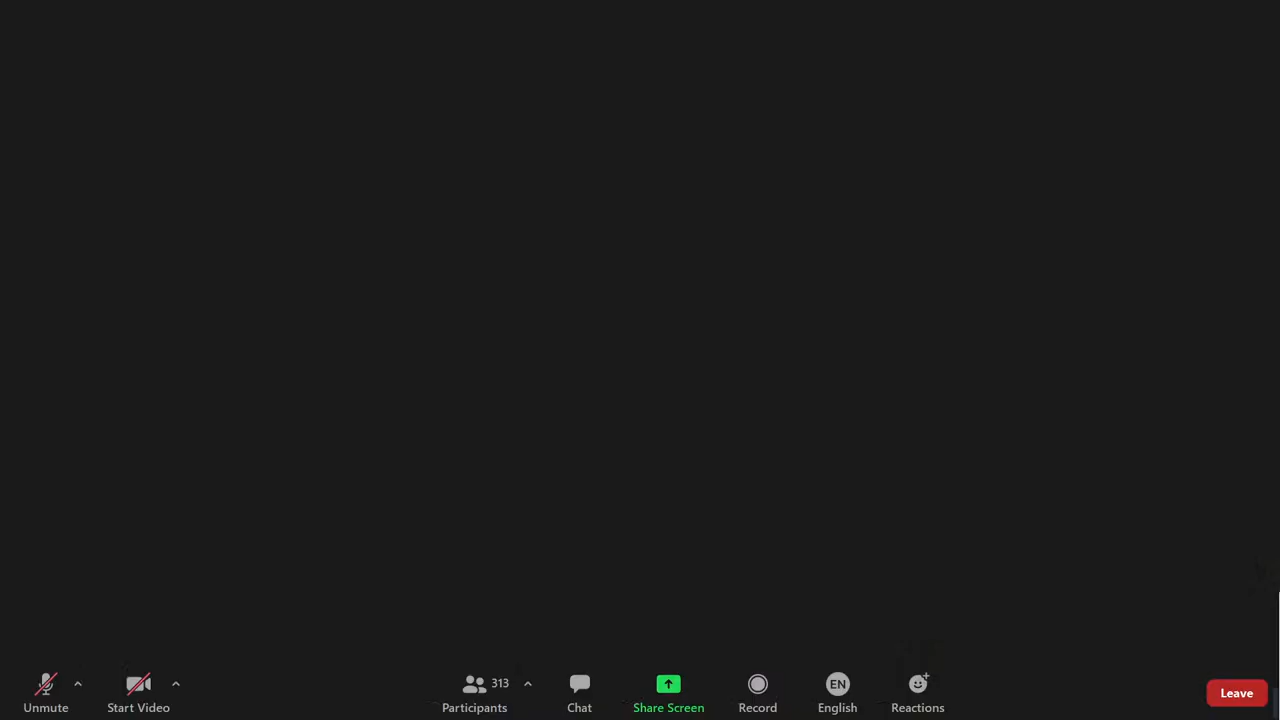 313
EN
Unmute
Start Video
Participants
Chat
Share Screen
Record
English
Reactions
Leave